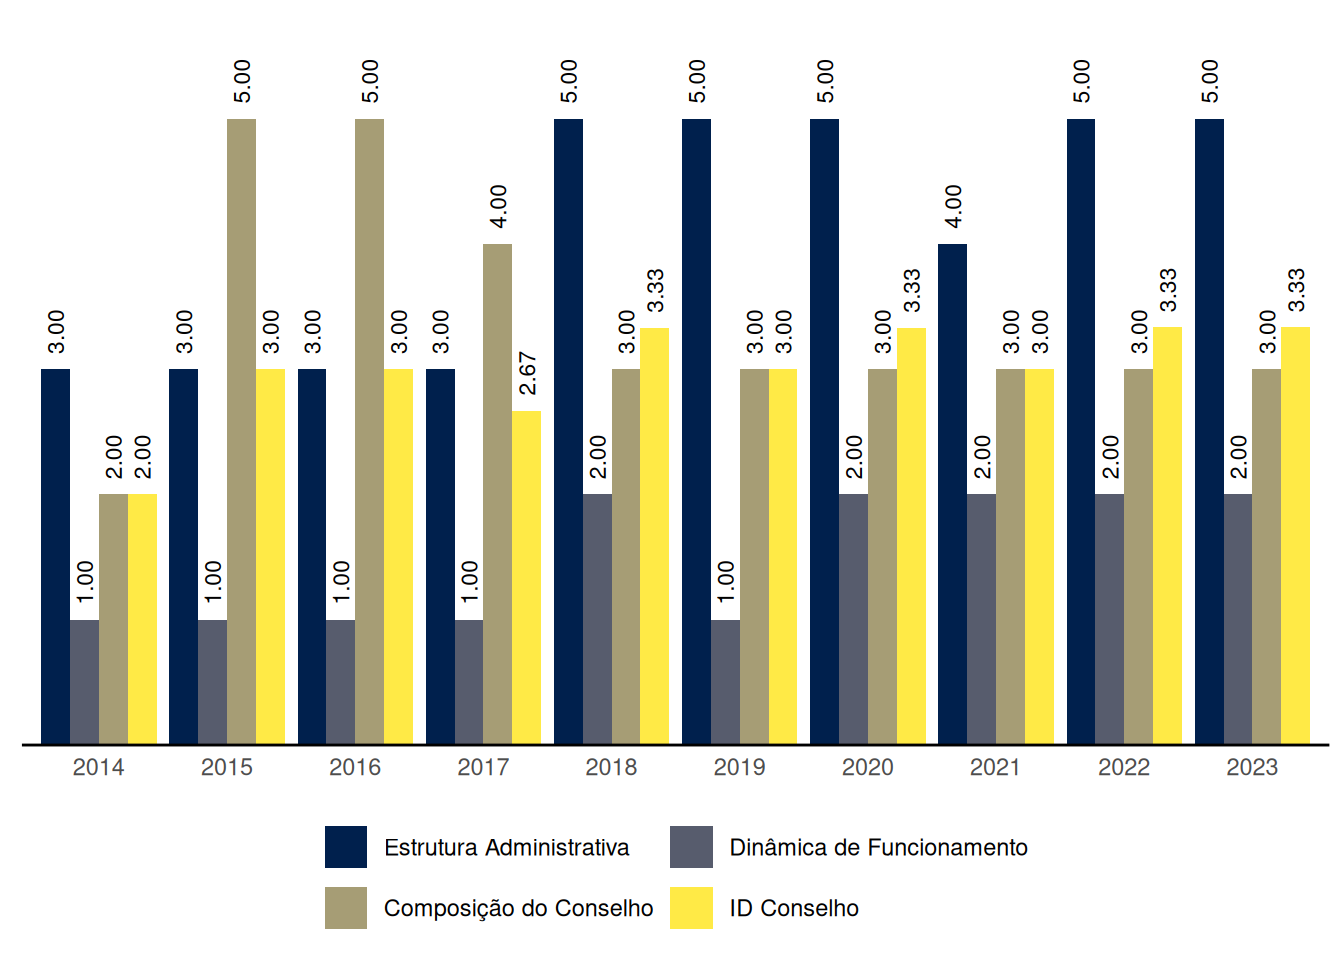 3.00 1.00 2.00 2.00
3.00 1.00 5.00 3.00
3.00 1.00 5.00 3.00
3.00 1.00 4.00 2.67
5.00 2.00 3.00 3.33
5.00 1.00 3.00 3.00
5.00 2.00 3.00 3.33
4.00 2.00 3.00 3.00
5.00 2.00 3.00 3.33
5.00 2.00 3.00 3.33
2014 2015 2016 2017 2018 2019 2020 2021 2022 2023
Estrutura Administrativa
Dinâmica de Funcionamento
Composição do Conselho
ID Conselho